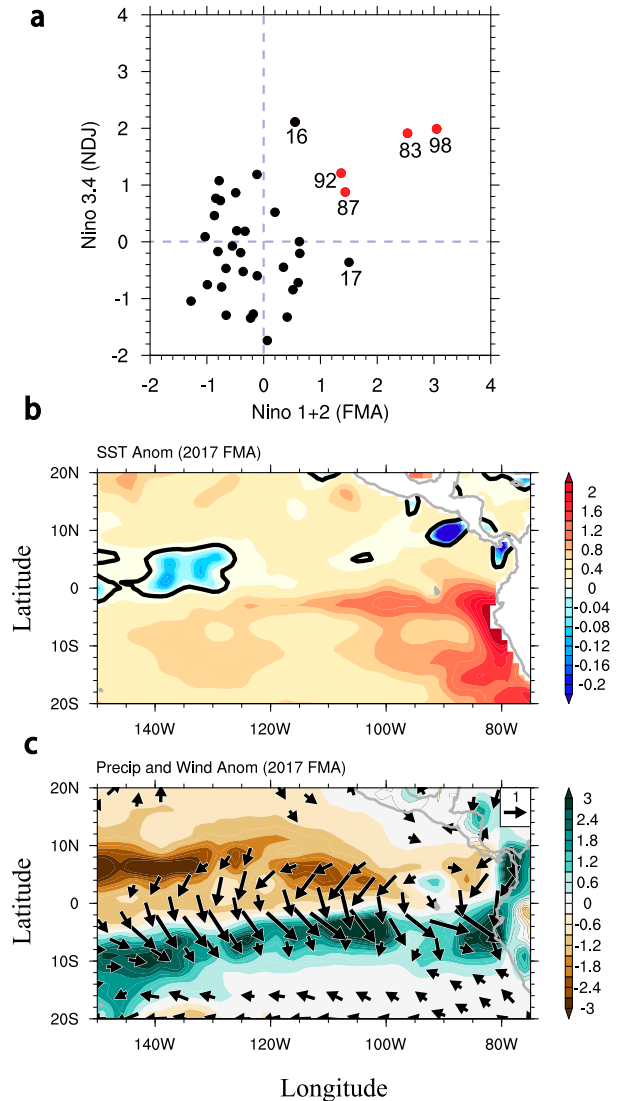 a
4
3
2
1
0
-1
-2
Nino 3.4 (NDJ)
16
83
98
92
87
17
-2 -1 0 1 2 3 4
Nino 1+2 (FMA)
b
SST Anom (2017 FMA)
20N
10N
0
10S
20S
Latitude
140W 120W 100W 80W
2
1.6
1.2
0.8
0.4
0
-0.04
-0.08
-0.12
-0.16
-0.2
c
Precip and Wind Anom (2017 FMA)
1
20N
10N
0
10S
20S
Latitude
140W 120W 100W 80W
3
2.4
1.8
1.2
0.6
0
-0.6
-1.2
-1.8
-2.4
-3
Longitude